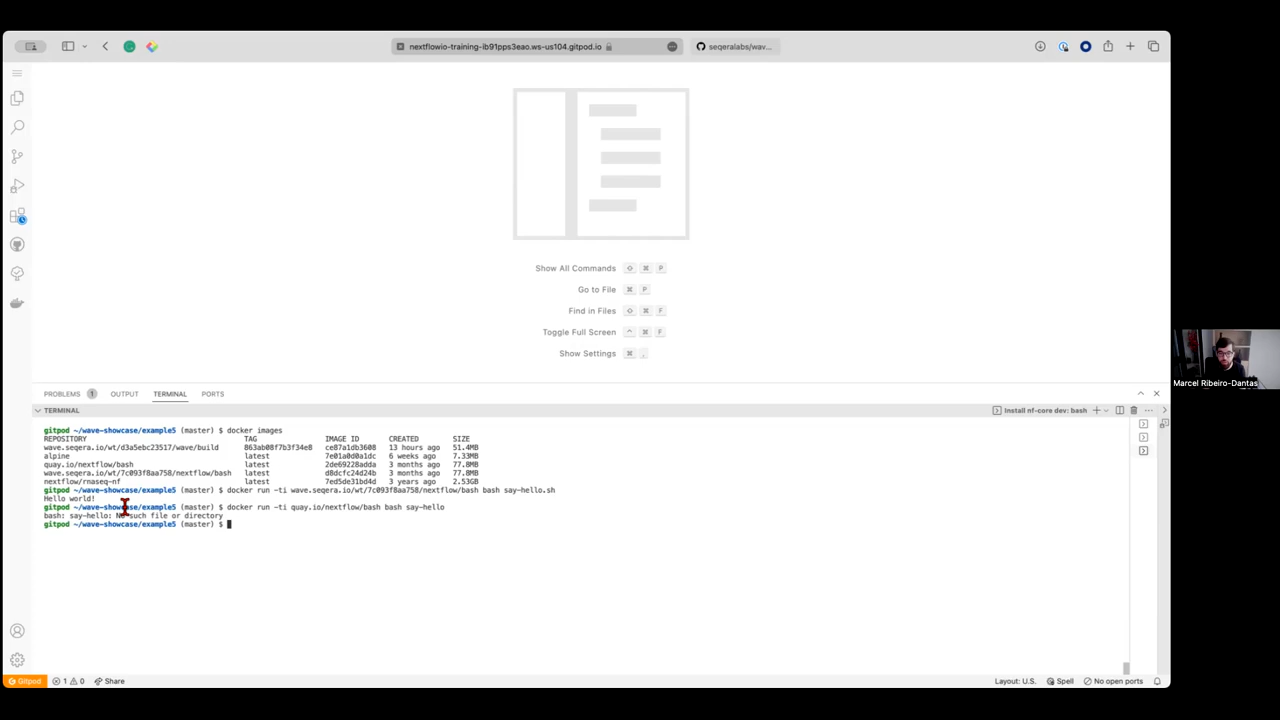 nextflowio-training-ib91pps3eao.ws-us104.gitpod.io
seqeralabs/wav...
Show All Commands ⇧ ⌘ P
Go to File ⌘ P
Find in Files ⇧ ⌘ F
Toggle Full Screen ^ ⌘ F
Show Settings ⌘ ,
Marcel Ribeiro-Dantas
PROBLEMS 1 OUTPUT TERMINAL PORTS
TERMINAL
Install nf-core dev: bash
gitpod ~/wave-showcase/example5 (master) $ docker images
REPOSITORY TAG IMAGE ID CREATED SIZE
wave.seqera.io/wt/d3a5ebc23517/wave/build 863ab08f7b3f34e8 ce87a1db3608 13 hours ago 51.4MB
alpine latest 7e01a0d0a1dc 6 weeks ago 7.33MB
quay.io/nextflow/bash latest 2de69228adda 3 months ago 77.8MB
wave.seqera.io/wt/7c093f8aa758/nextflow/bash latest d8dcfc24d24b 3 months ago 77.8MB
nextflow/rnaseq-nf latest 7ed5de31bd4d 3 years ago 2.53GB
gitpod ~/wave-showcase/example5 (master) $ docker run -ti wave.seqera.io/wt/7c093f8aa758/nextflow/bash bash say-hello.sh
Hello world!
gitpod ~/wave-showcase/example5 (master) $ docker run -ti quay.io/nextflow/bash bash say-hello
bash: say-hello: No such file or directory
gitpod ~/wave-showcase/example5 (master) $
Gitpod 1 0 Share
Layout: U.S. Spell No open ports